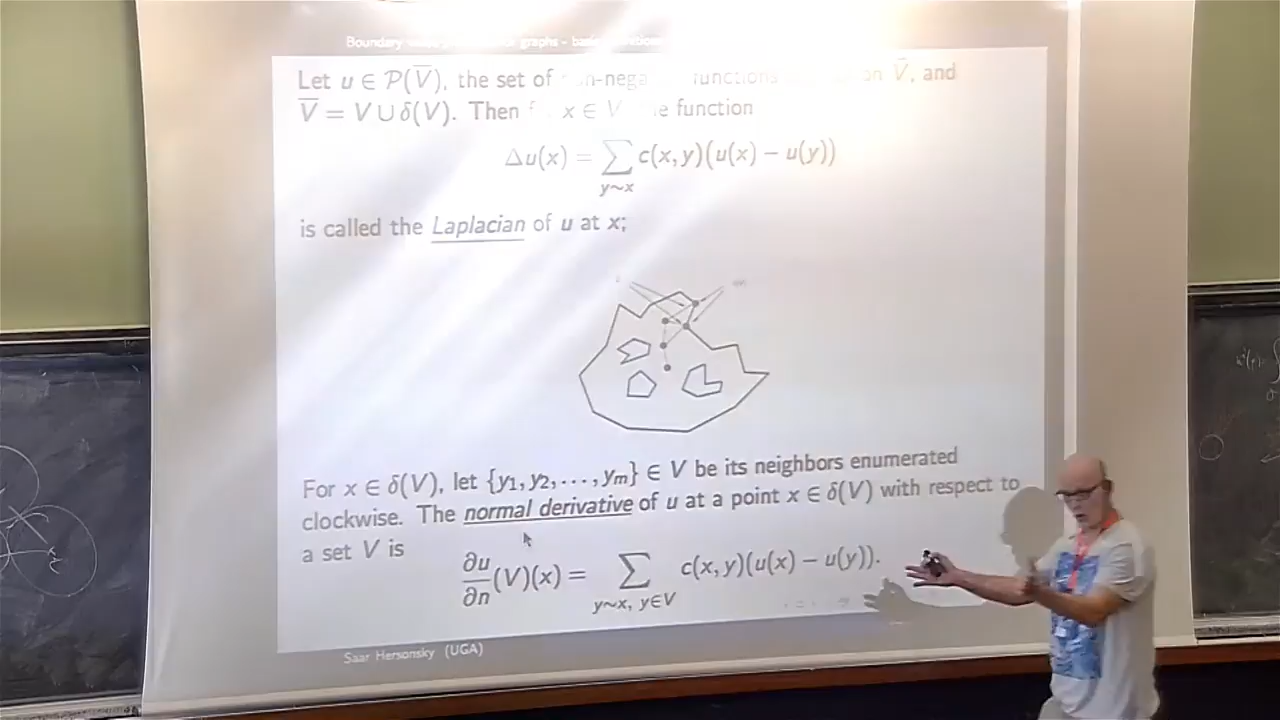 Boundary graphs -
Let u ∈ 𝒫(V̄), the set of functions V̄, and
V̄ = V ∪ δ(V). Then x ∈ V function
Δu(x) = ∑ c(x, y)(u(x) − u(y))
y∼x
is called the Laplacian of u at x;
For x ∈ δ(V), let {y₁, y₂, . . . , yₘ} ∈ V be its neighbors enumerated
clockwise. The normal derivative of u at a point x ∈ δ(V) with respect to
a set V is
∂u/∂n (V)(x) = ∑ c(x, y)(u(x) − u(y)).
y∼x, y∈V
Saar Hersonsky (UGA)